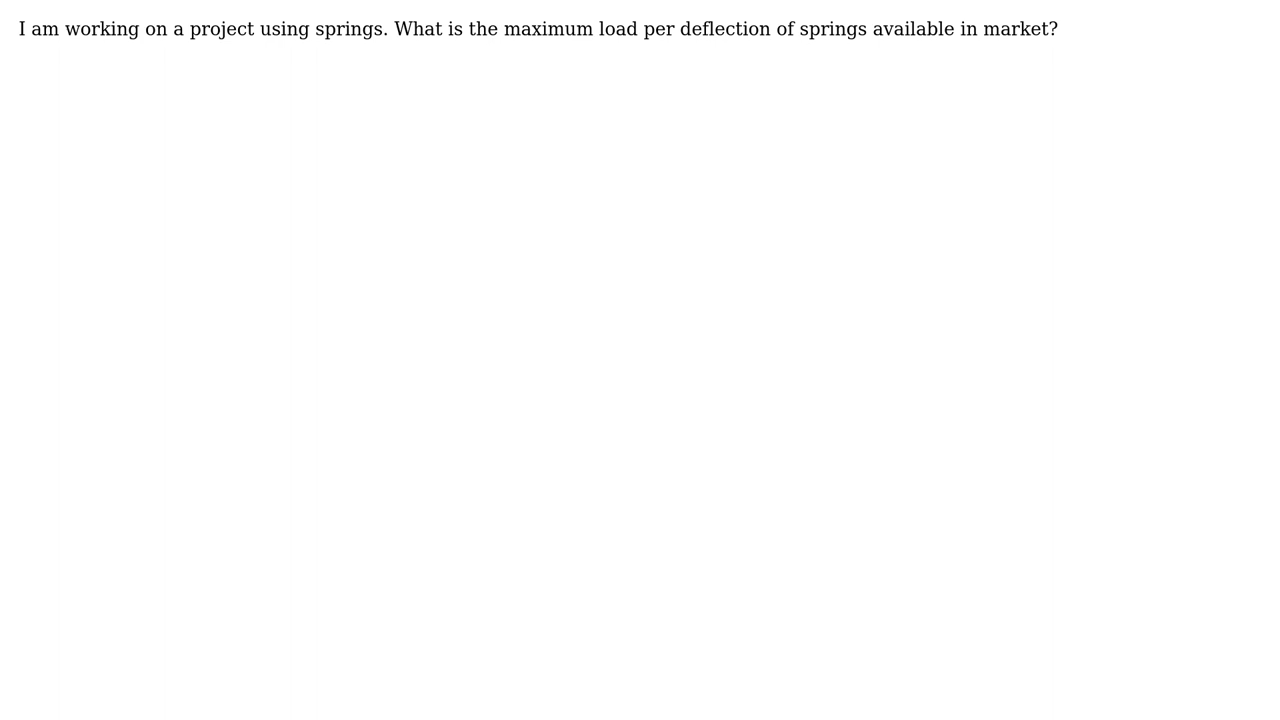 I am working on a project using springs. What is the maximum load per deflection of springs available in market?